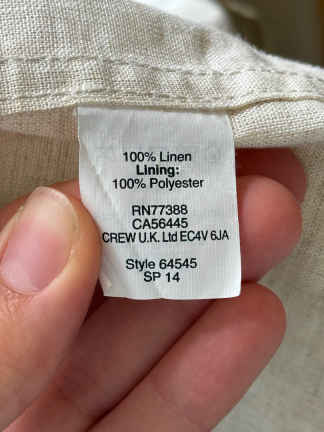 100% Linen
Lining:
100% Polyester
RN77388
CA56445
CREW U.K. Ltd EC4V 6JA
Style 64545
SP 14